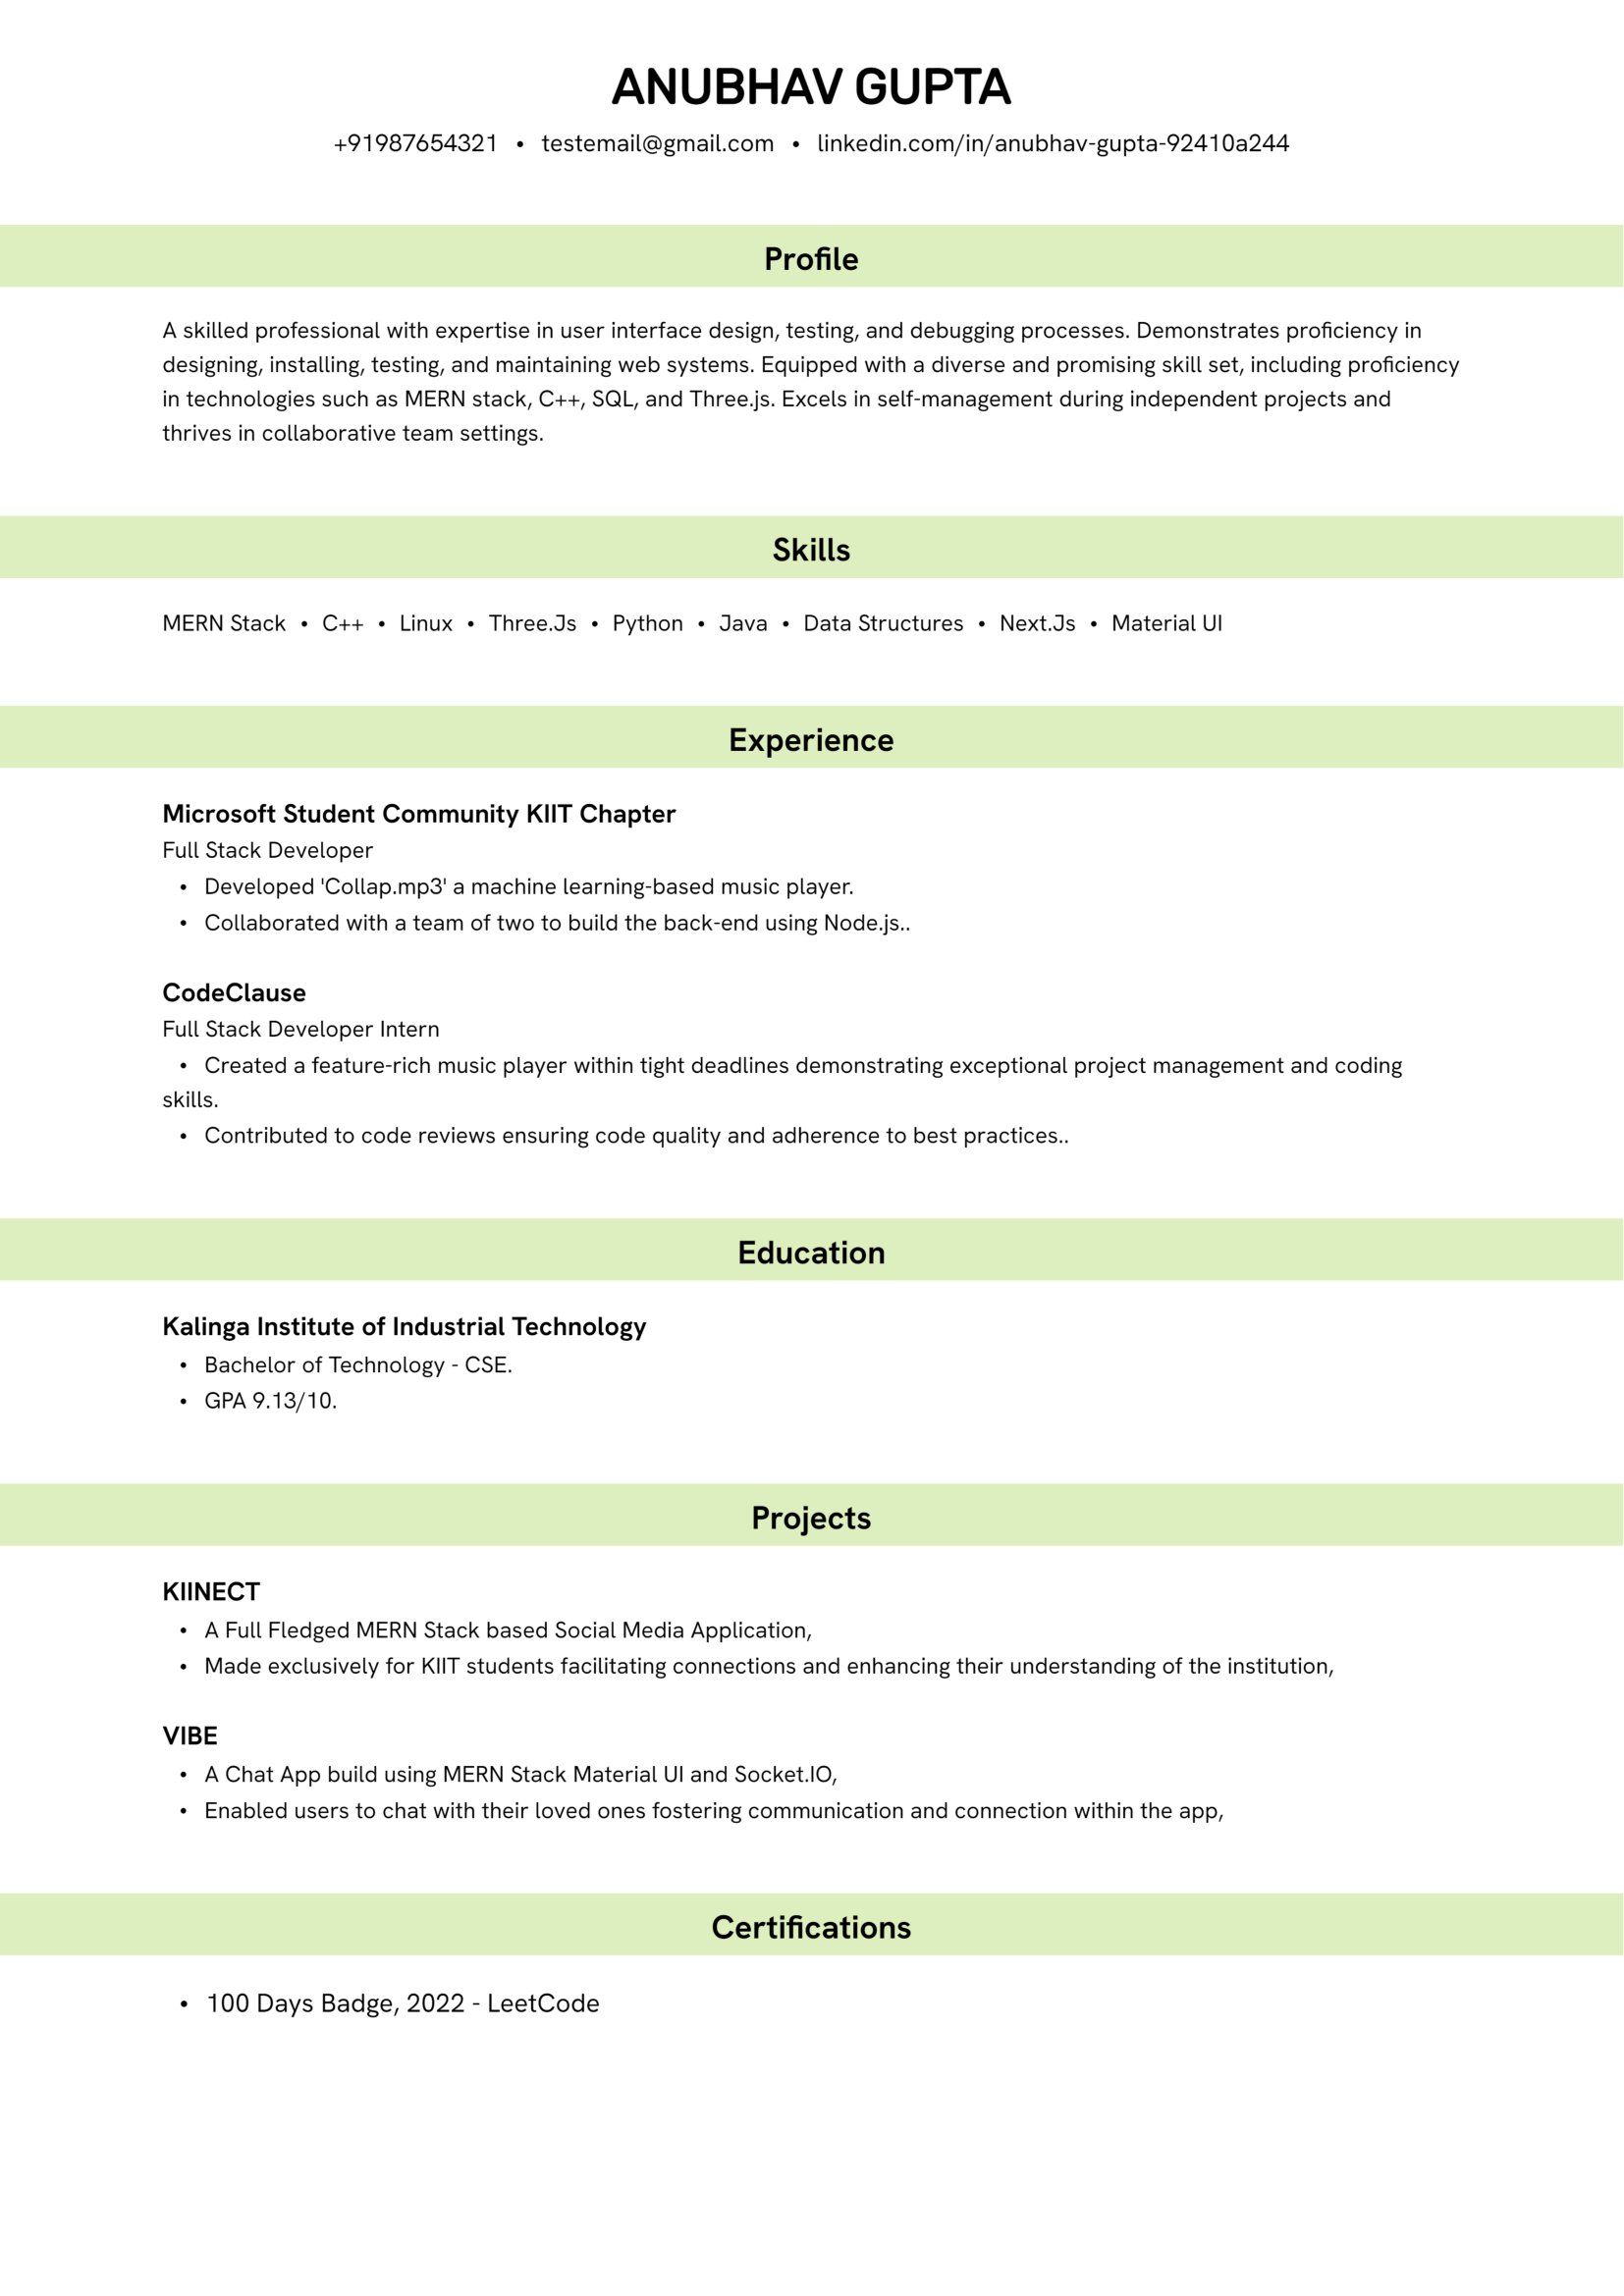 ANUBHAV GUPTA
+91987654321 • testemail@gmail.com • linkedin.com/in/anubhav-gupta-92410a244
Profile
A skilled professional with expertise in user interface design, testing, and debugging processes. Demonstrates proficiency in
designing, installing, testing, and maintaining web systems. Equipped with a diverse and promising skill set, including proficiency
in technologies such as MERN stack, C++, SQL, and Three.js. Excels in self-management during independent projects and
thrives in collaborative team settings.
Skills
MERN Stack • C++ • Linux • Three.Js • Python • Java • Data Structures • Next.Js • Material UI
Experience
Microsoft Student Community KIIT Chapter
Full Stack Developer
• Developed 'Collap.mp3' a machine learning-based music player.
• Collaborated with a team of two to build the back-end using Node.js..
CodeClause
Full Stack Developer Intern
• Created a feature-rich music player within tight deadlines demonstrating exceptional project management and coding
skills.
• Contributed to code reviews ensuring code quality and adherence to best practices..
Education
Kalinga Institute of Industrial Technology
• Bachelor of Technology - CSE.
• GPA 9.13/10.
Projects
KIINECT
• A Full Fledged MERN Stack based Social Media Application,
• Made exclusively for KIIT students facilitating connections and enhancing their understanding of the institution,
VIBE
• A Chat App build using MERN Stack Material UI and Socket.IO,
• Enabled users to chat with their loved ones fostering communication and connection within the app,
Certifications
• 100 Days Badge, 2022 - LeetCode